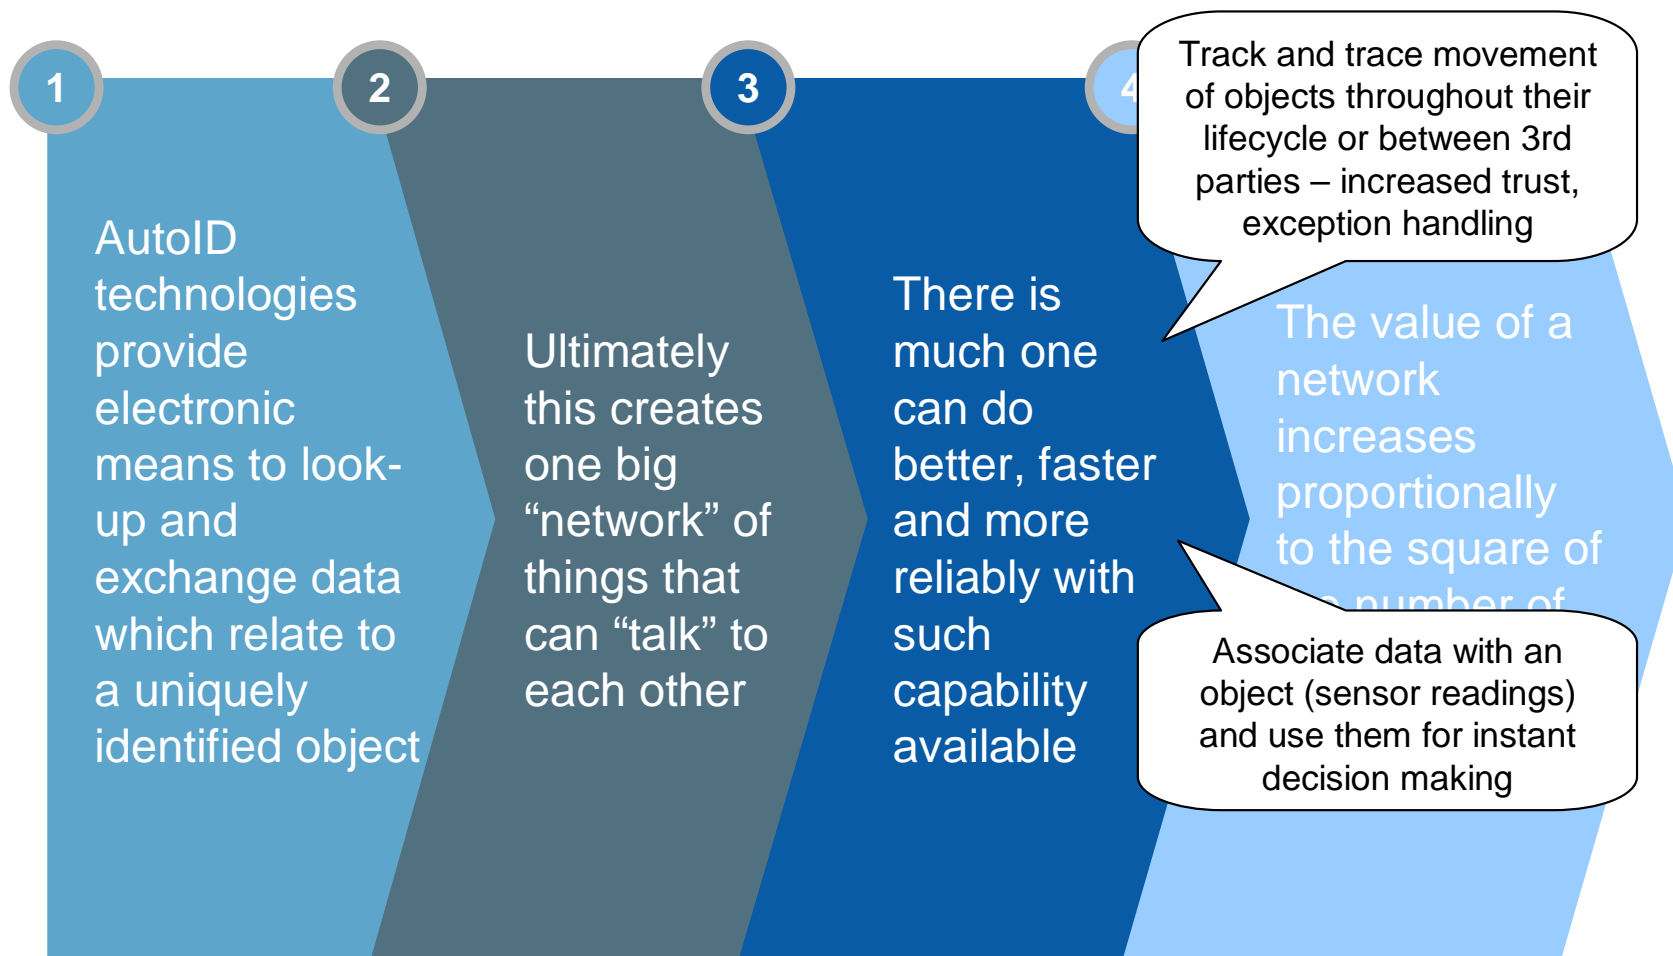 1
AutoID
technologies
provide
electronic
means to look-
up and
exchange data
which relate to
a uniquely
identified object
2
Ultimately
this creates
one big
“network” of
things that
can “talk” to
each other
3
There is
much one
can do
better, faster
and more
reliably with
such
capability
available
4
The value of a
network
increases
proportionally
to the square of
number of
Track and trace movement
of objects throughout their
lifecycle or between 3rd
parties – increased trust,
exception handling
Associate data with an
object (sensor readings)
and use them for instant
decision making